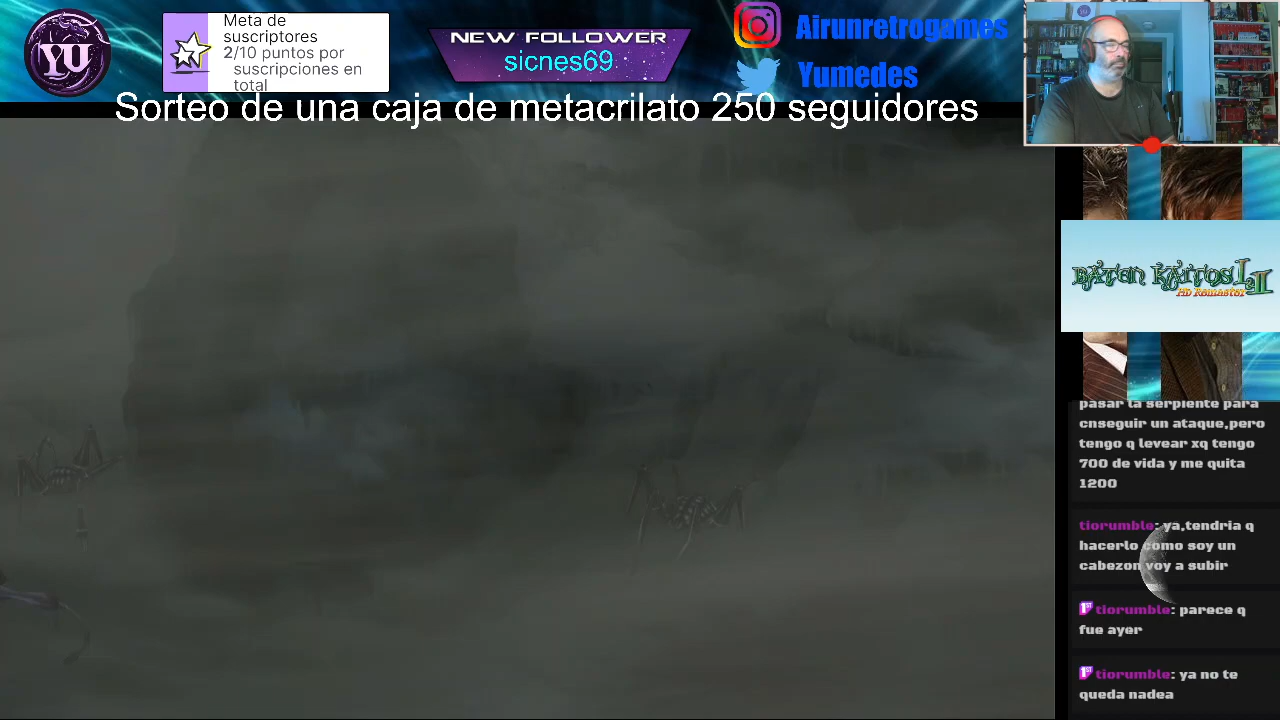 YU
Meta de
suscriptores
2/10 puntos por
suscripciones en
total
NEW FOLLOWER
sicnes69
Airunretrogames
Yumedes
Sorteo de una caja de metacrilato 250 seguidores
BATEN KAITOS I & II
HD Remaster
pasar la serpiente para
cnseguir un ataque,pero
tengo q levear xq tengo
700 de vida y me quita
1200
tiorumble: ya,tendria q
hacerlo como soy un
cabezon voy a subir
1ST tiorumble: parece q
fue ayer
1ST tiorumble: ya no te
queda nadea